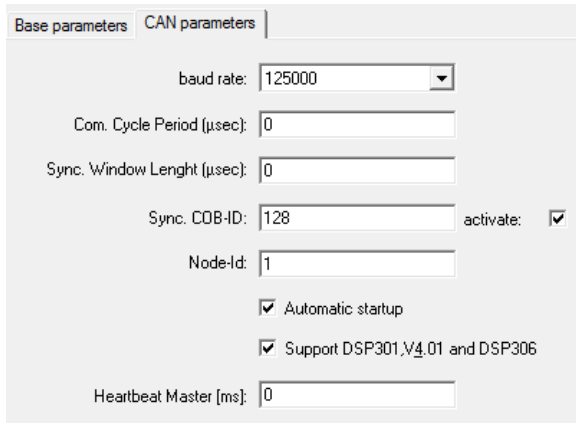 Base parameters CAN parameters
baud rate: 125000
Com. Cycle Period (µsec): 0
Sync. Window Lenght (µsec): 0
Sync. COB-ID: 128 activate:
Node-Id: 1
Automatic startup
Support DSP301,V4.01 and DSP306
Heartbeat Master [ms]: 0